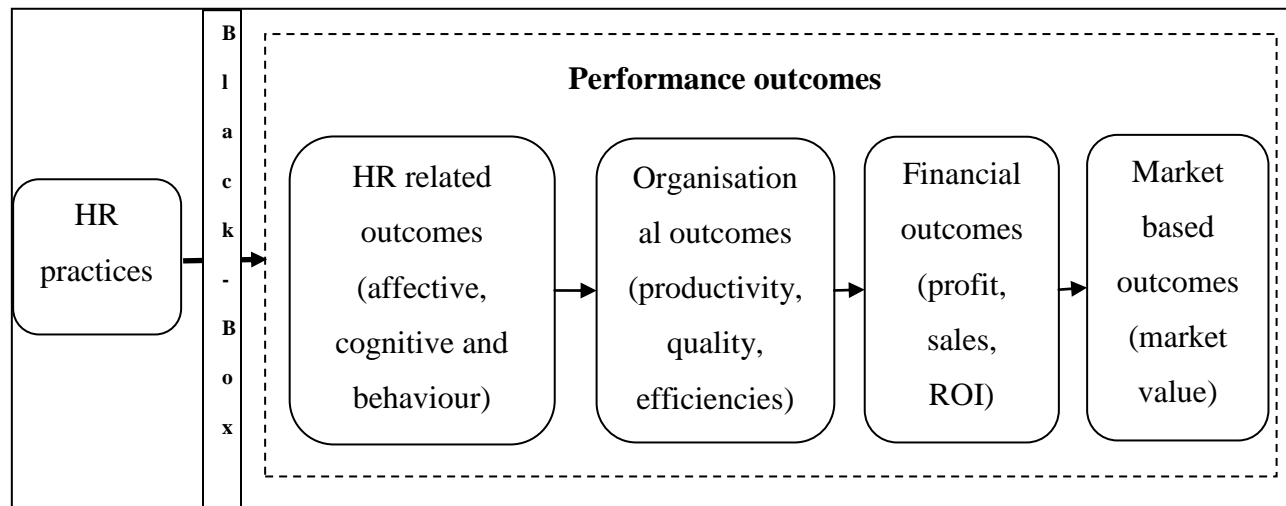 HR
practices
B
l
a
c
k
-
B
o
x
Performance outcomes
HR related
outcomes
(affective,
cognitive and
behaviour)
Organisation
al outcomes
(productivity,
quality,
efficiencies)
Financial
outcomes
(profit,
sales,
ROI)
Market
based
outcomes
(market
value)